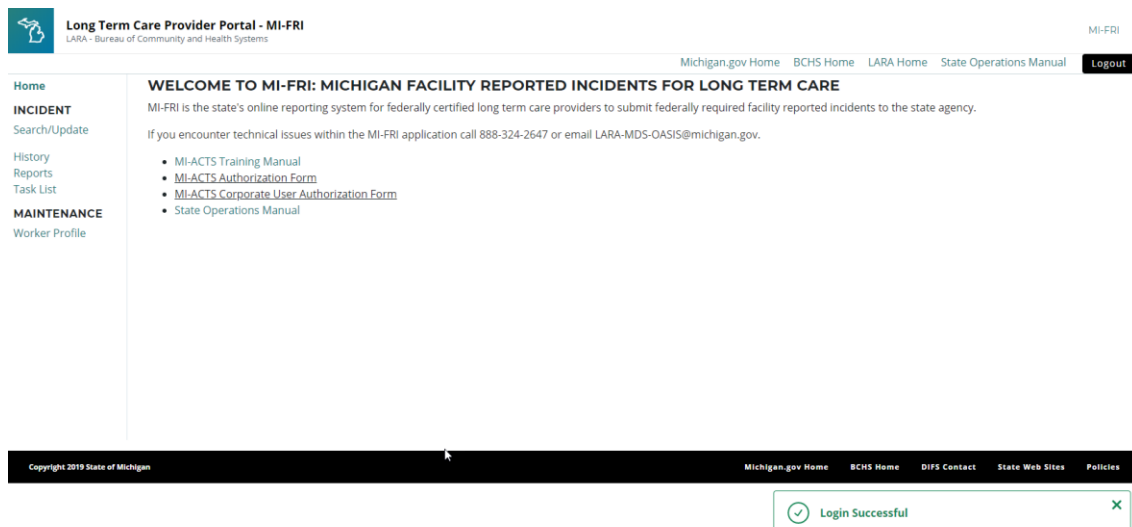 Long Term Care Provider Portal - MI-FRI
LARA - Bureau of Community and Health Systems
MI-FRI
Michigan.gov Home BCHS Home LARA Home State Operations Manual Logout
Home
INCIDENT
Search/Update
History
Reports
Task List
MAINTENANCE
Worker Profile
WELCOME TO MI-FRI: MICHIGAN FACILITY REPORTED INCIDENTS FOR LONG TERM CARE
MI-FRI is the state's online reporting system for federally certified long term care providers to submit federally required facility reported incidents to the state agency.
If you encounter technical issues within the MI-FRI application call 888-324-2647 or email LARA-MDS-OASIS@michigan.gov.
• MI-ACTS Training Manual
• MI-ACTS Authorization Form
• MI-ACTS Corporate User Authorization Form
• State Operations Manual
Copyright 2019 State of Michigan
Michigan.gov Home BCHS Home DIFS Contact State Web Sites Policies
Login Successful